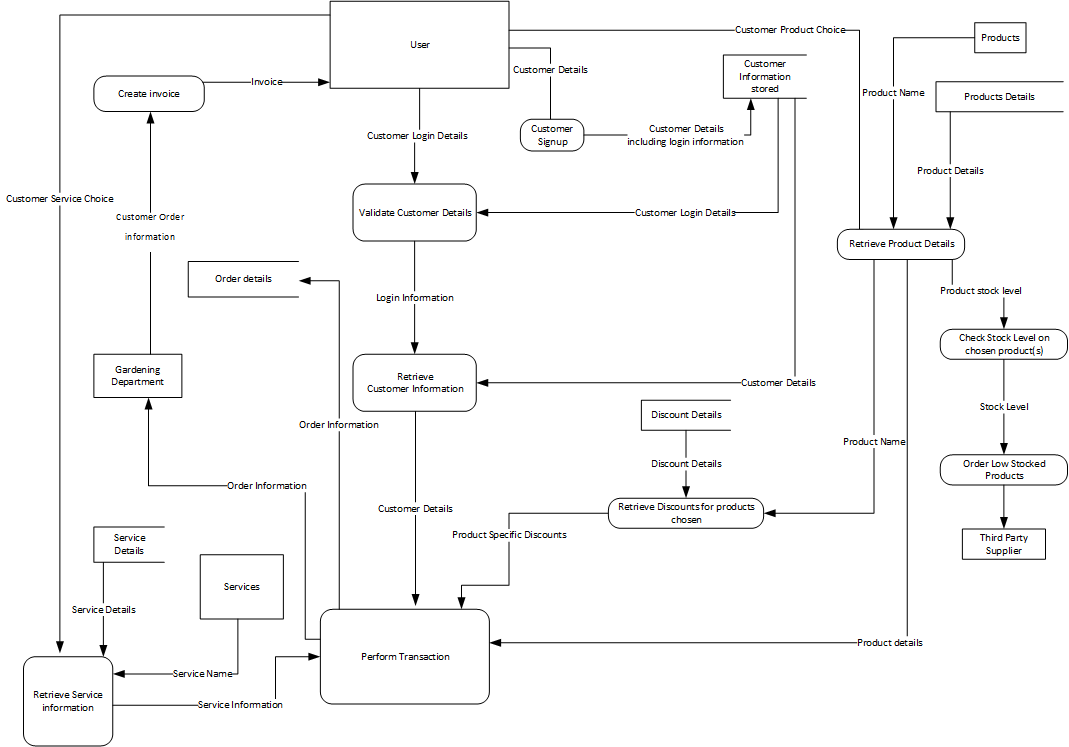 User
Customer Product Choice
Products
Customer Details
Customer
Information
stored
Invoice
Create invoice
Product Name
Products Details
Customer Login Details
Customer
Signup
Customer Details
including login information
Product Details
Customer Service Choice
Customer Order
information
Validate Customer Details
Customer Login Details
Retrieve Product Details
Order details
Login Information
Product stock level
Check Stock Level on
chosen product(s)
Gardening
Department
Retrieve
Customer Information
Customer Details
Stock Level
Discount Details
Order Information
Product Name
Discount Details
Order Low Stocked
Products
Order Information
Customer Details
Retrieve Discounts for products
chosen
Product Specific Discounts
Service
Details
Third Party
Supplier
Services
Service Details
Perform Transaction
Product details
Service Name
Retrieve Service
information
Service Information